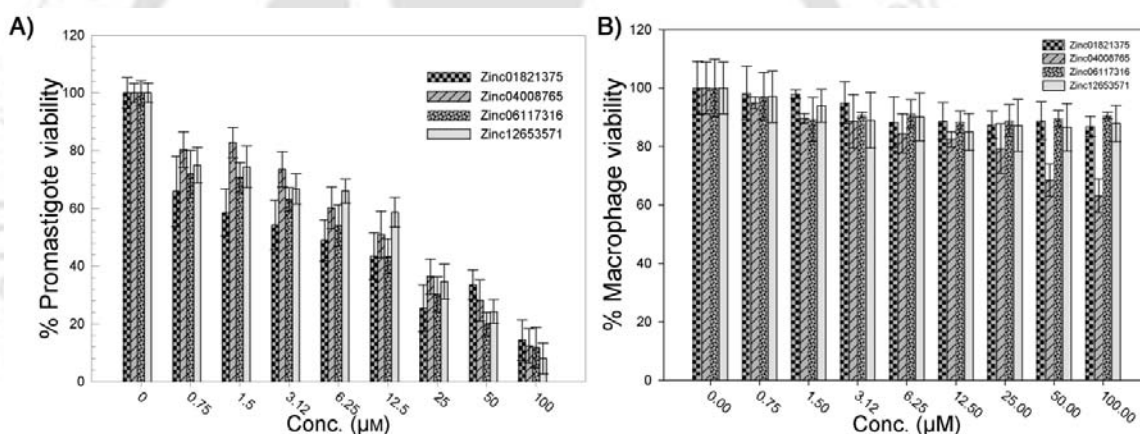 A)
% Promastigote viability
120
100
80
60
40
20
0
Zinc01821375
Zinc04008765
Zinc06117316
Zinc12653571
0
0.75
1.5
3.12
6.25
12.5
25
50
100
Conc. (µM)
B)
% Macrophage viability
120
100
80
60
40
20
0
Zinc01821375
Zinc04008765
Zinc06117316
Zinc12653571
0.00
0.75
1.50
3.12
6.25
12.50
25.00
50.00
100.00
Conc. (µM)